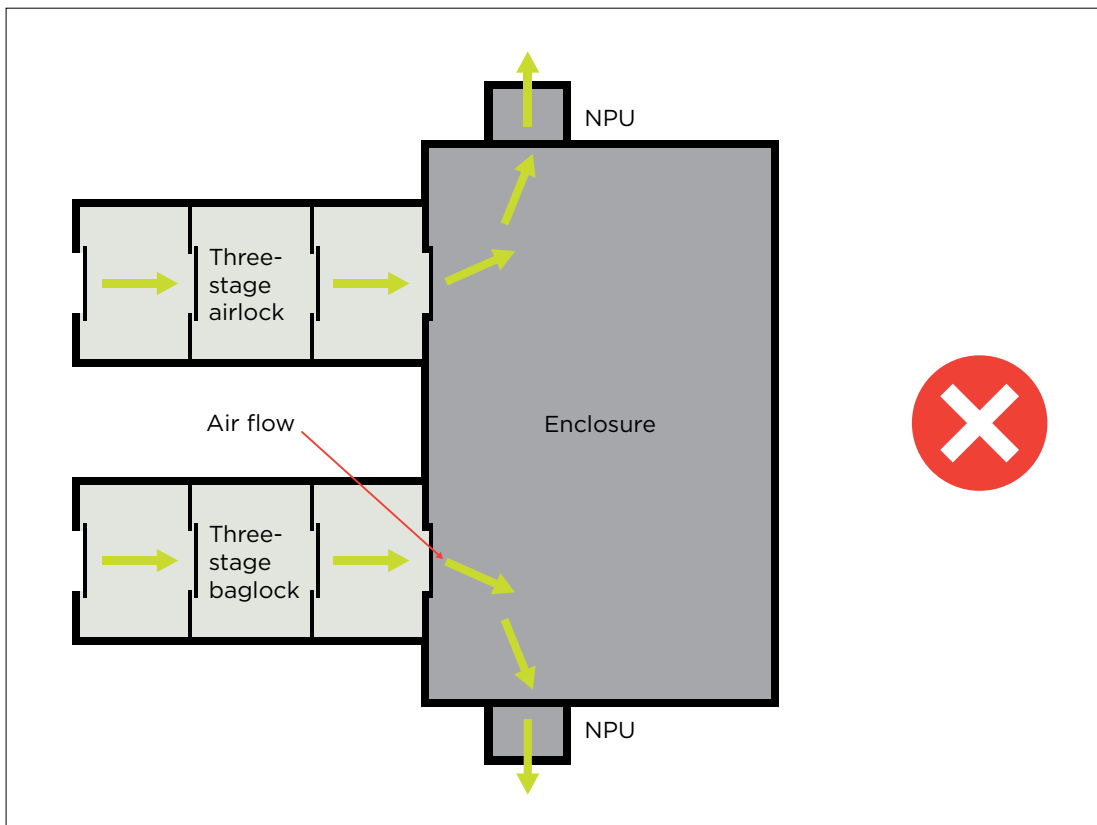 NPU
Three-
stage
airlock
Air flow
Enclosure
Three-
stage
baglock
NPU